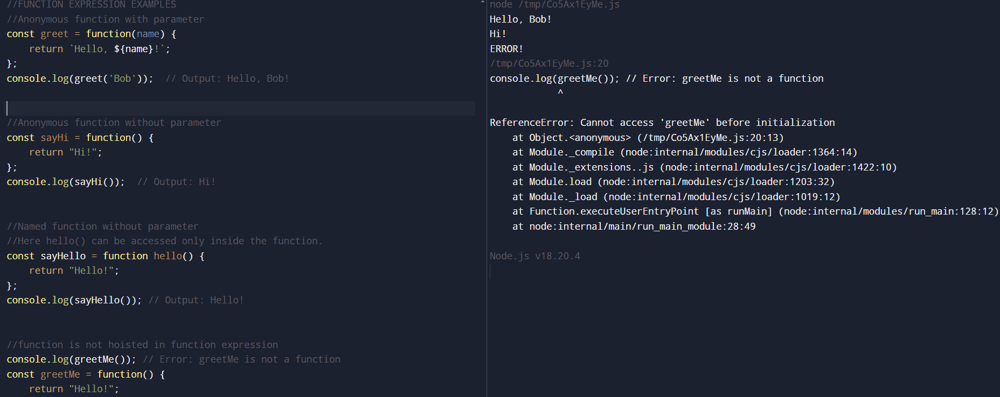 //FUNCTION EXPRESSION EXAMPLES
//Anonymous function with parameter
const greet = function(name) {
    return `Hello, ${name}!`;
};
console.log(greet('Bob'));  // Output: Hello, Bob!
//Anonymous function without parameter
const sayHi = function() {
    return "Hi!";
};
console.log(sayHi());  // Output: Hi!
//Named function without parameter
//Here hello() can be accessed only inside the function.
const sayHello = function hello() {
    return "Hello!";
};
console.log(sayHello()); // Output: Hello!
//function is not hoisted in function expression
console.log(greetMe()); // Error: greetMe is not a function
const greetMe = function() {
    return "Hello!";
node /tmp/Co5Ax1EyMe.js
Hello, Bob!
Hi!
ERROR!
/tmp/Co5Ax1EyMe.js:20
console.log(greetMe()); // Error: greetMe is not a function
            ^
ReferenceError: Cannot access 'greetMe' before initialization
    at Object.<anonymous> (/tmp/Co5Ax1EyMe.js:20:13)
    at Module._compile (node:internal/modules/cjs/loader:1364:14)
    at Module._extensions..js (node:internal/modules/cjs/loader:1422:10)
    at Module.load (node:internal/modules/cjs/loader:1203:32)
    at Module._load (node:internal/modules/cjs/loader:1019:12)
    at Function.executeUserEntryPoint [as runMain] (node:internal/modules/run_main:128:12)
    at node:internal/main/run_main_module:28:49
Node.js v18.20.4